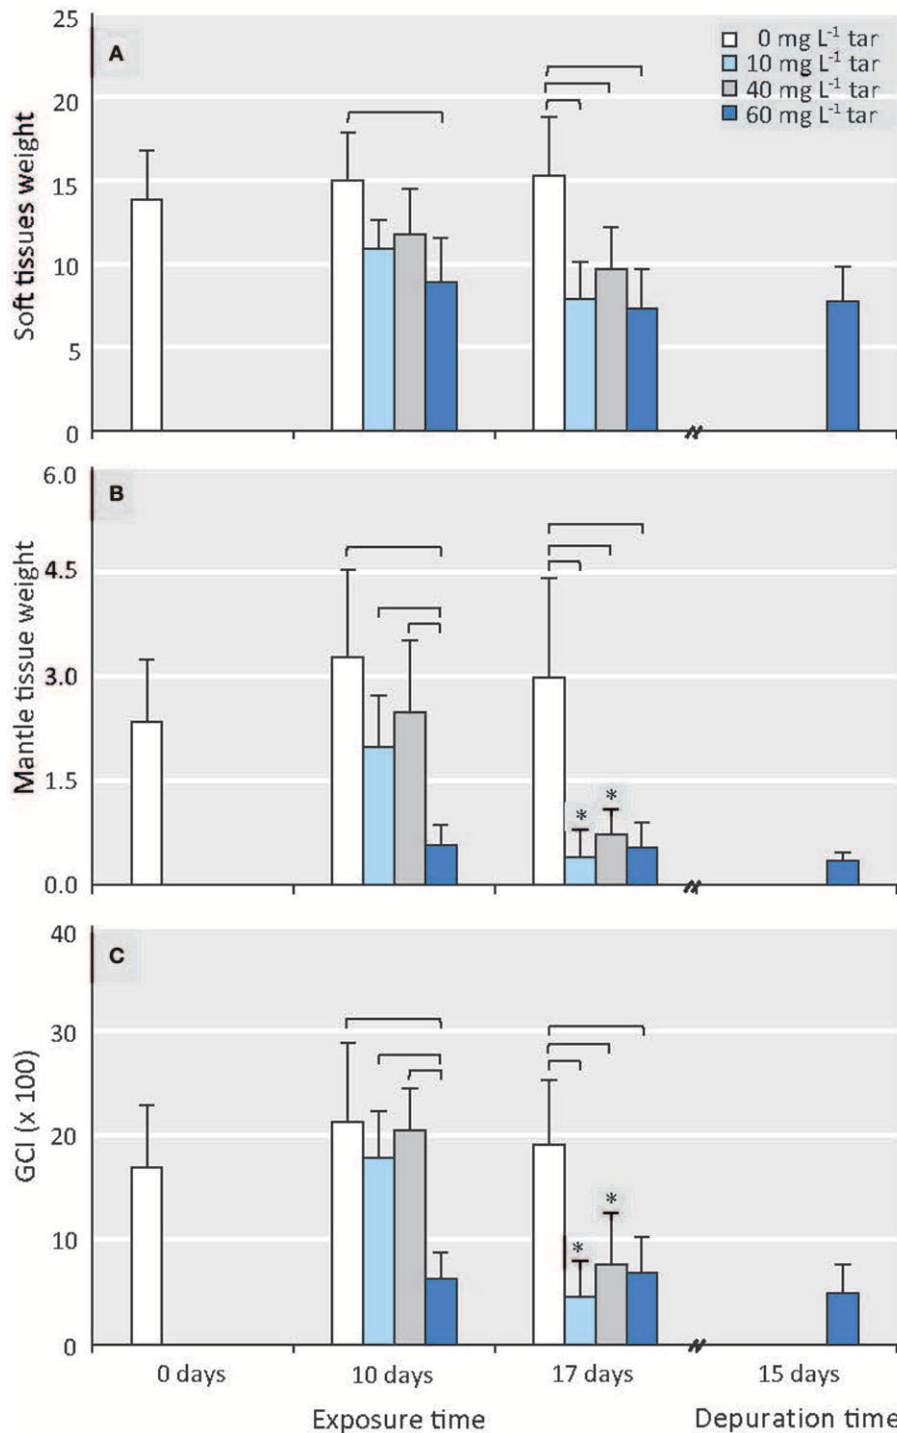 A
Soft tissues weight
25
20
15
10
5
0
0 mg L-1 tar
10 mg L-1 tar
40 mg L-1 tar
60 mg L-1 tar
B
Mantle tissue weight
6.0
4.5
3.0
1.5
0.0
*
*
C
GCI (x 100)
40
30
20
10
0
*
*
0 days
10 days
17 days
15 days
Exposure time
Depuration time